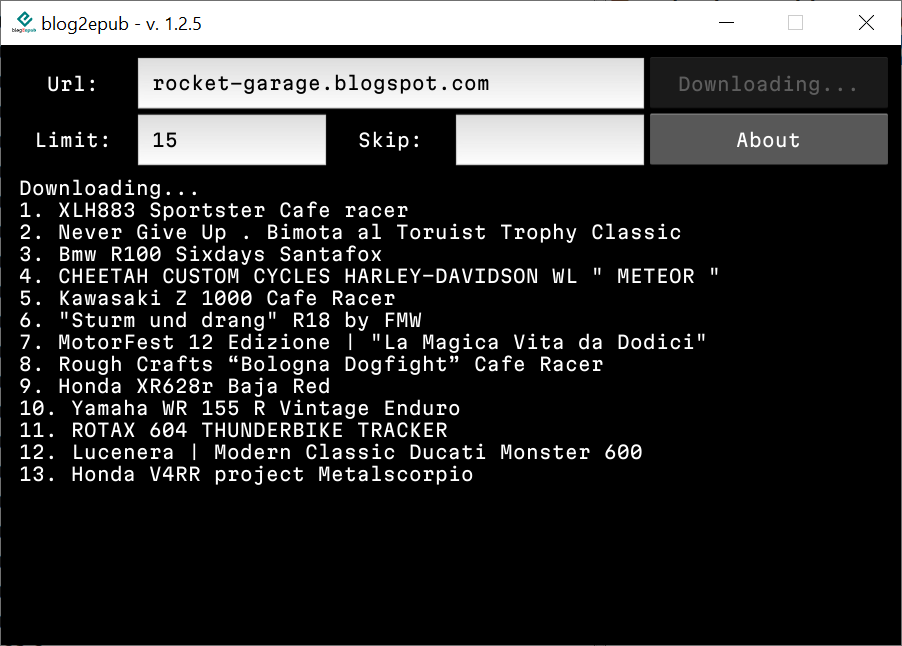 blog2epub - v. 1.2.5
Url: rocket-garage.blogspot.com Downloading...
Limit: 15 Skip: About
Downloading...
1. XLH883 Sportster Cafe racer
2. Never Give Up . Bimota al Toruist Trophy Classic
3. Bmw R100 Sixdays Santafox
4. CHEETAH CUSTOM CYCLES HARLEY-DAVIDSON WL " METEOR "
5. Kawasaki Z 1000 Cafe Racer
6. "Sturm und drang" R18 by FMW
7. MotorFest 12 Edizione | "La Magica Vita da Dodici"
8. Rough Crafts “Bologna Dogfight” Cafe Racer
9. Honda XR628r Baja Red
10. Yamaha WR 155 R Vintage Enduro
11. ROTAX 604 THUNDERBIKE TRACKER
12. Lucenera | Modern Classic Ducati Monster 600
13. Honda V4RR project Metalscorpio